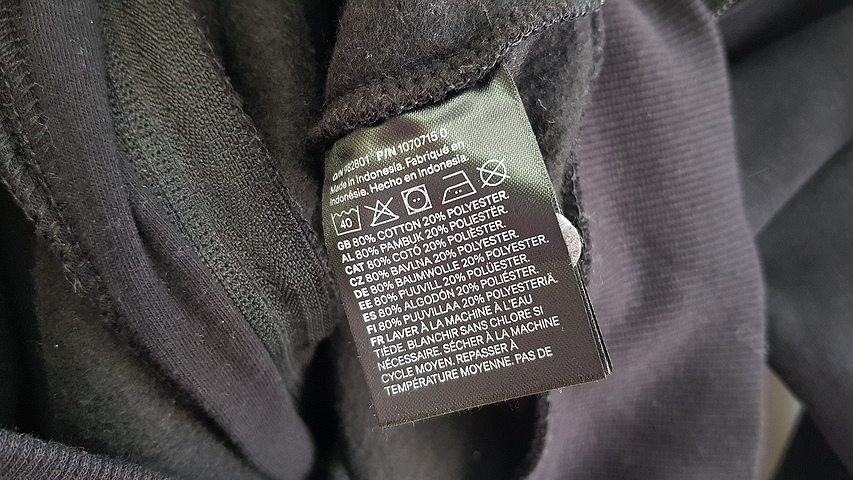 P/N 1070715 0
Made in Indonesia. Fabriqué en
Indonésie. Hecho en Indonesia.
40
GB 80% COTTON 20% POLYESTER.
AL 80% PAMBUK 20% POLIESTËR.
CAT 80% COTÓ 20% POLIÈSTER.
CZ 80% BAVLNA 20% POLYESTER.
DE 80% BAUMWOLLE 20% POLYESTER.
EE 80% PUUVILL 20% POLÜESTER.
ES 80% ALGODÓN 20% POLIÉSTER.
FI 80% PUUVILLAA 20% POLYESTERIÄ.
FR LAVER À LA MACHINE À L'EAU
TIÈDE. BLANCHIR SANS CHLORE SI
NÉCESSAIRE. SÉCHER À LA MACHINE
CYCLE MOYEN. REPASSER À
TEMPÉRATURE MOYENNE. PAS DE